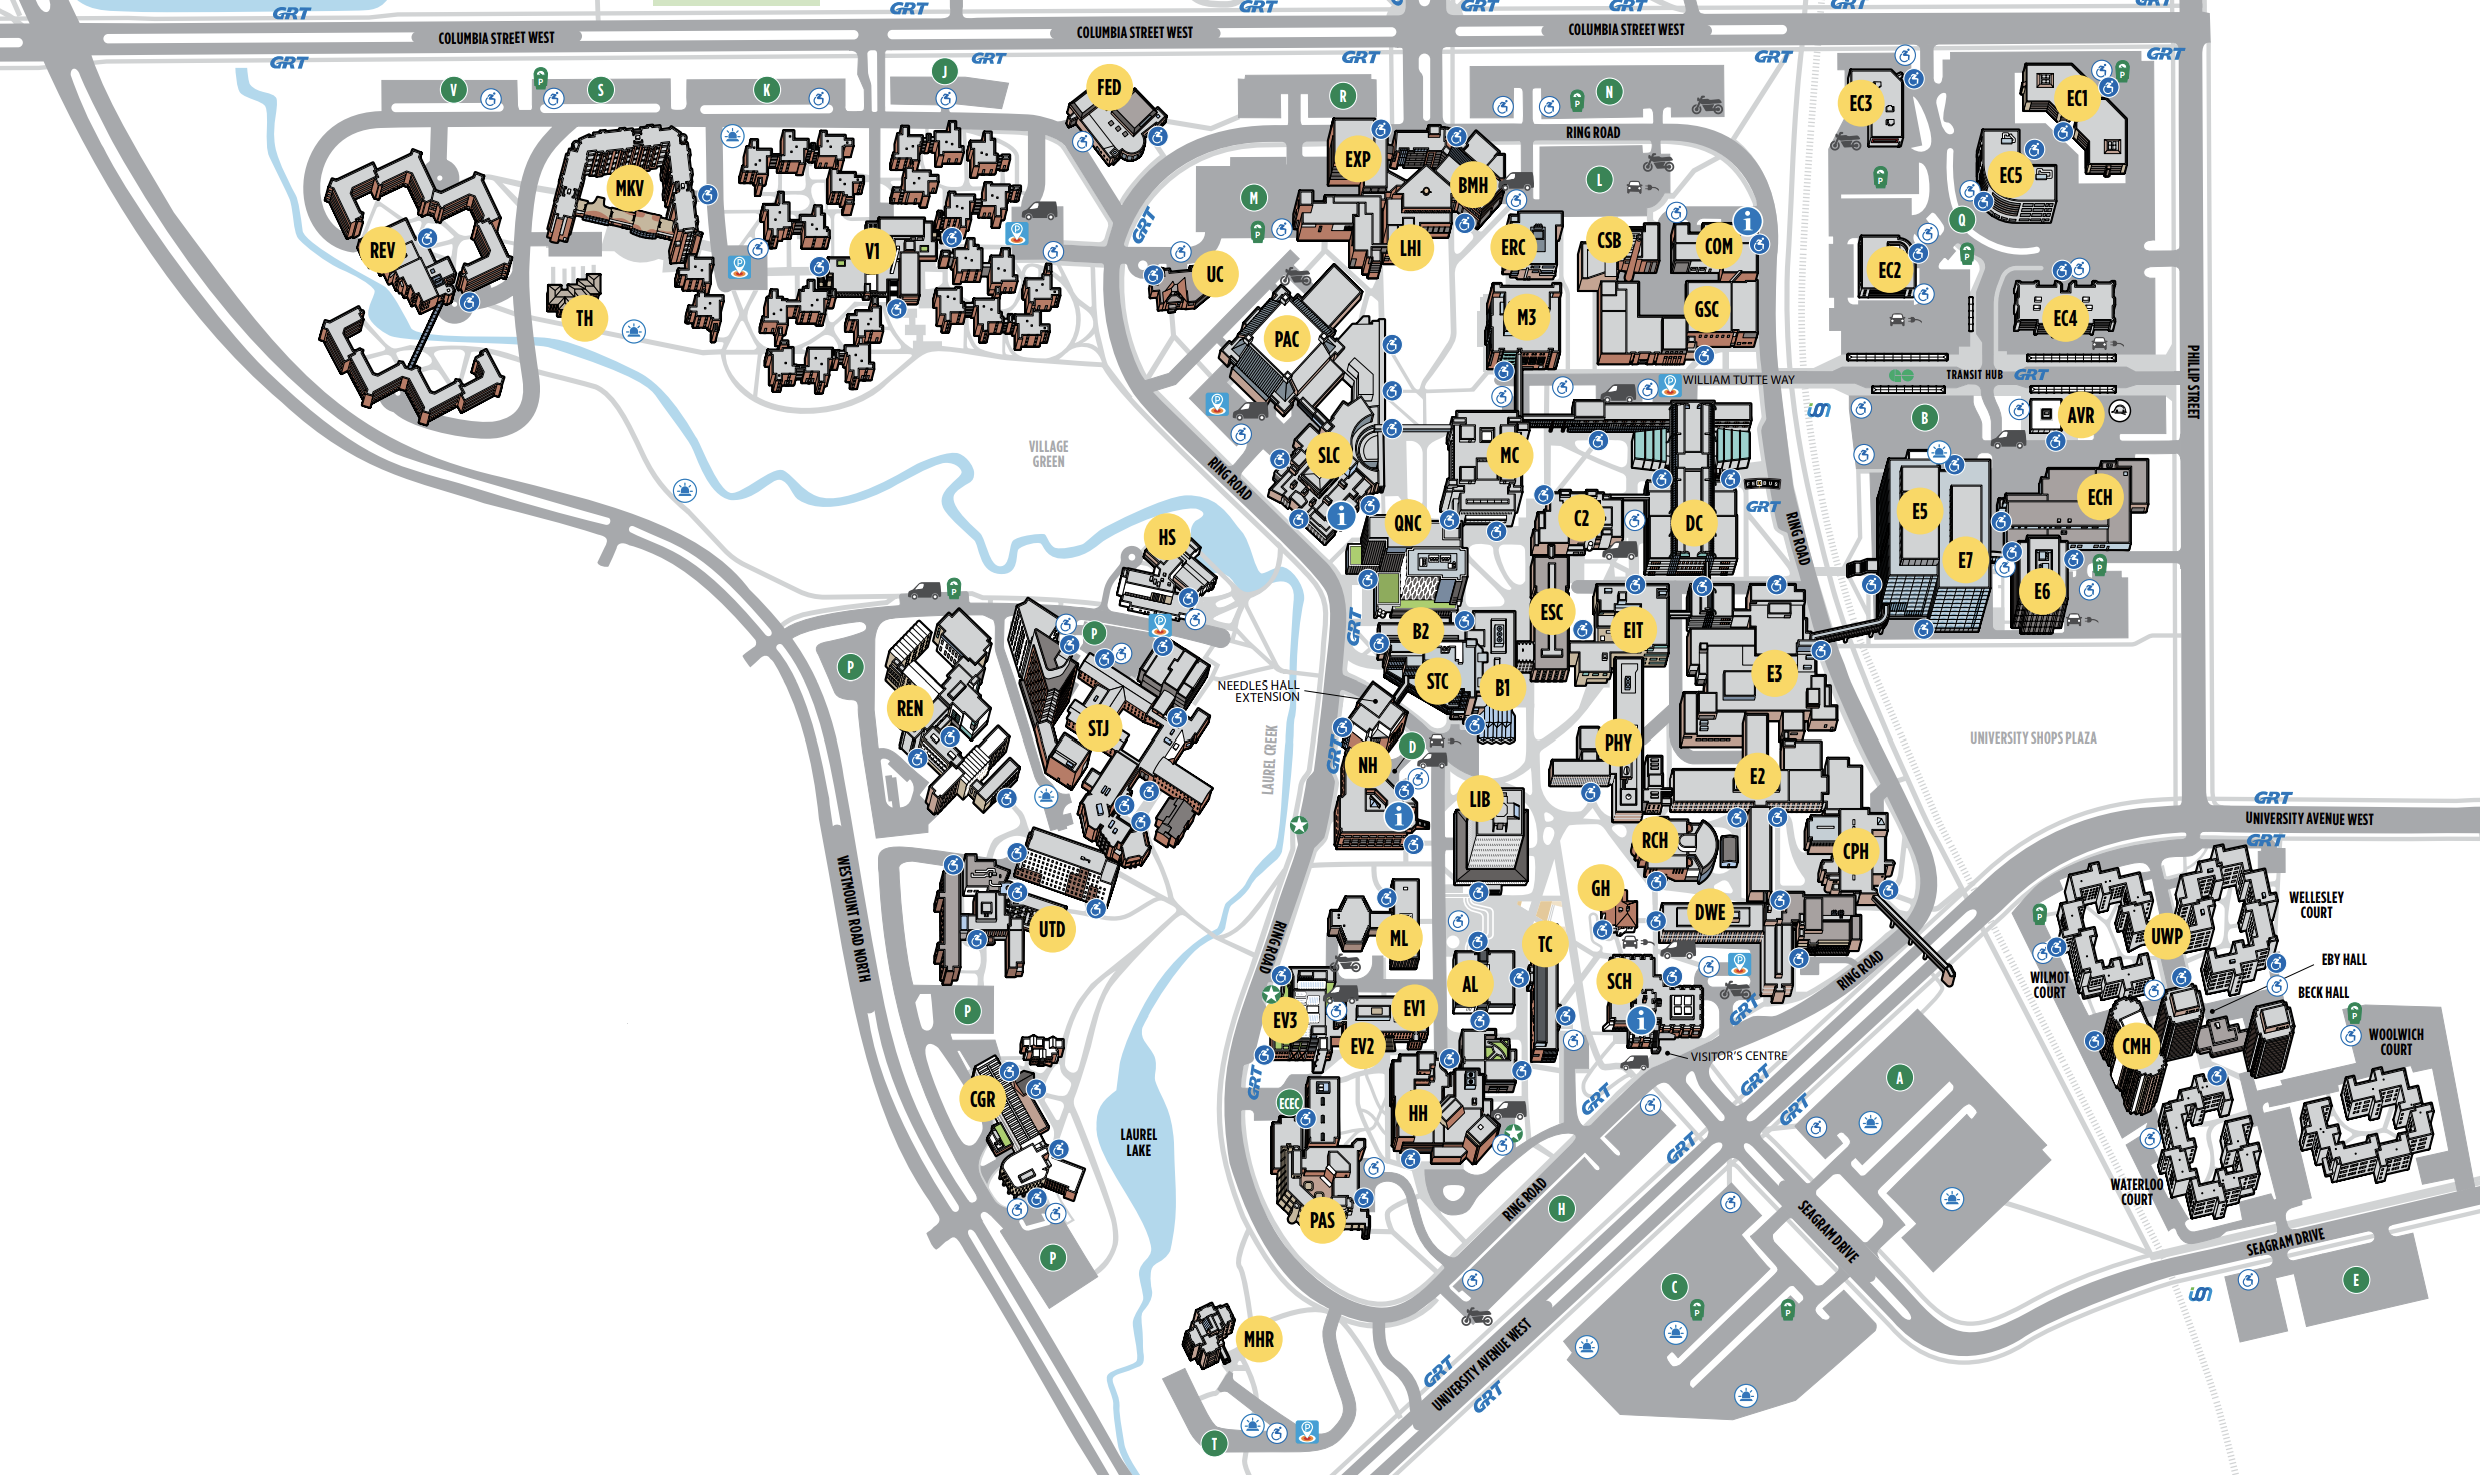 GRT
GRT
GRT
GRT
GRT
GRT
GRT
COLUMBIA STREET WEST
COLUMBIA STREET WEST
COLUMBIA STREET WEST
GRT
GRT
GRT
GRT
GRT
V
P
S
K
J
FED
R
P
N
EC3
EC1
P
RING ROAD
EXP
BMH
L
MKV
M
P
P
EC5
Q
REV
V1
P
GRT
LHI
ERC
CSB
COM
i
P
P
UC
EC2
TH
PAC
M3
GSC
EC4
PHILIP STREET
WILLIAM TUTTE WAY
P
TRANSIT HUB
GRT
P
ion
B
AVR
VILLAGE
GREEN
SLC
MC
RING ROAD
ECH
i
QNC
C2
DC
GRT
E5
RING ROAD
HS
E7
P
P
E6
ESC
P
P
GRT
B2
EIT
P
NEEDLES HALL
EXTENSION
STC
B1
E3
REN
STJ
LAUREL CREEK
GRT
NH
D
PHY
UNIVERSITY SHOPS PLAZA
E2
LIB
i
GRT
UNIVERSITY AVENUE WEST
GRT
RCH
CPH
WESTMOUNT ROAD NORTH
GH
DWE
P
WELLESLEY
COURT
UTD
RING ROAD
ML
TC
UWP
EBY HALL
P
SCH
AL
RING ROAD
WILMOT
COURT
BECK HALL
P
EV3
EV1
GRT
i
P
WOOLWICH
COURT
EV2
CMH
VISITOR'S CENTRE
CGR
GRT
ECEC
HH
GRT
GRT
GRT
A
LAUREL
LAKE
GRT
PAS
RING ROAD
H
SEAGRAM DRIVE
WATERLOO
COURT
SEAGRAM DRIVE
P
C
P
P
ion
E
MHR
GRT
UNIVERSITY AVENUE WEST
GRT
T
P